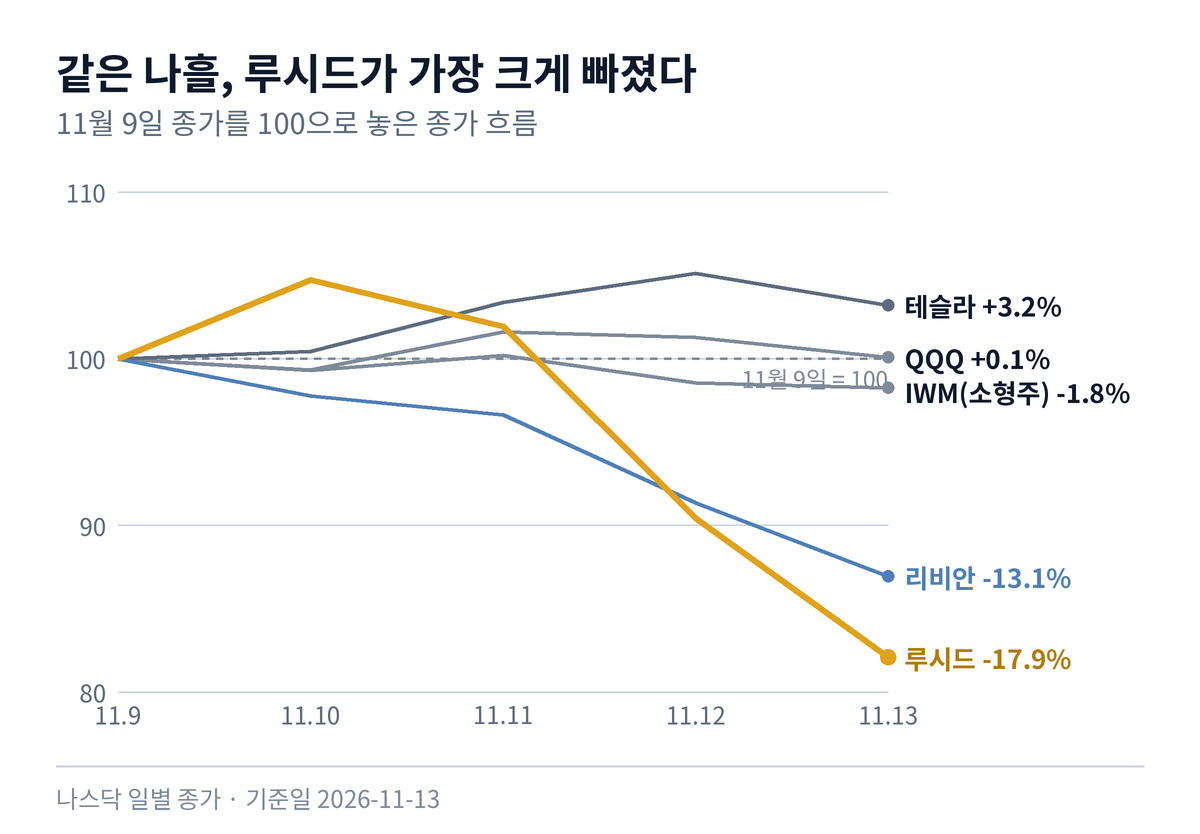 같은 나흘, 루시드가 가장 크게 빠졌다
11월 9일 종가를 100으로 놓은 종가 흐름
110
100
90
80
테슬라 +3.2%
QQQ +0.1%
11월 9일 = 100
IWM(소형주) -1.8%
리비안 -13.1%
루시드 -17.9%
11.9 11.10 11.11 11.12 11.13
나스닥 일별 종가 · 기준일 2026-11-13